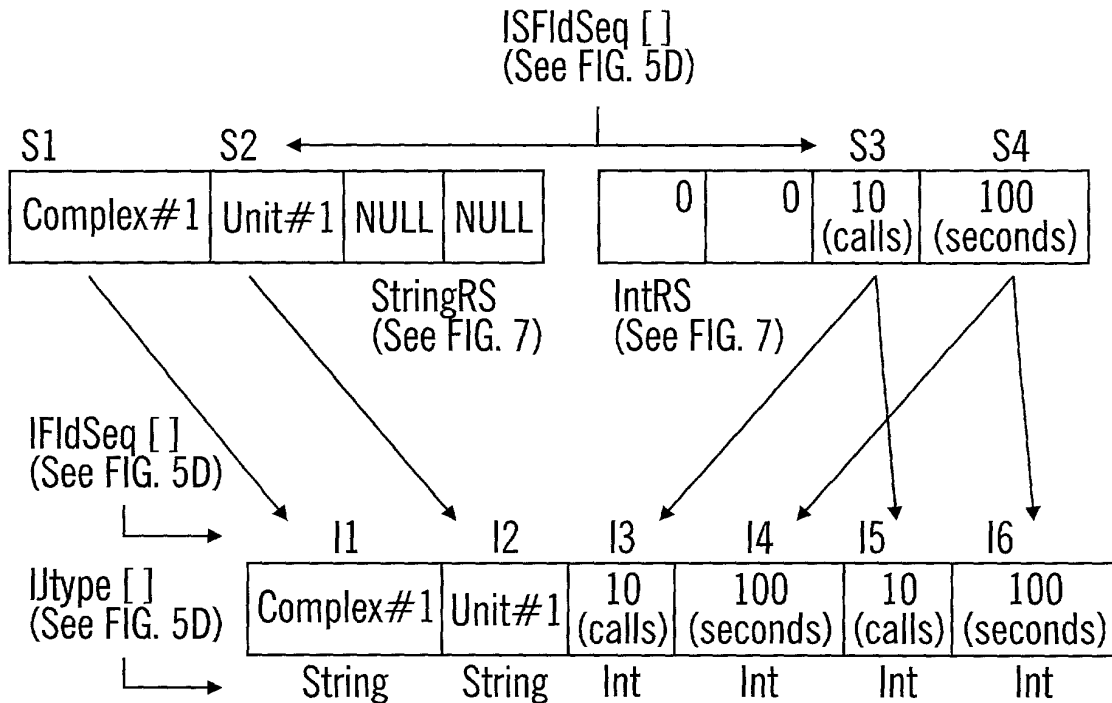 ISFldSeq [ ]
(See FIG. 5D)
S1 S2 S3 S4
Complex#1 Unit#1 NULL NULL 0 0 10 (calls) 100 (seconds)
StringRS
(See FIG. 7)
IntRS
(See FIG. 7)
IFldSeq [ ]
(See FIG. 5D)
I1 I2 I3 I4 I5 I6
IJtype [ ]
(See FIG. 5D)
Complex#1 Unit#1 10 (calls) 100 (seconds) 10 (calls) 100 (seconds)
String String Int Int Int Int